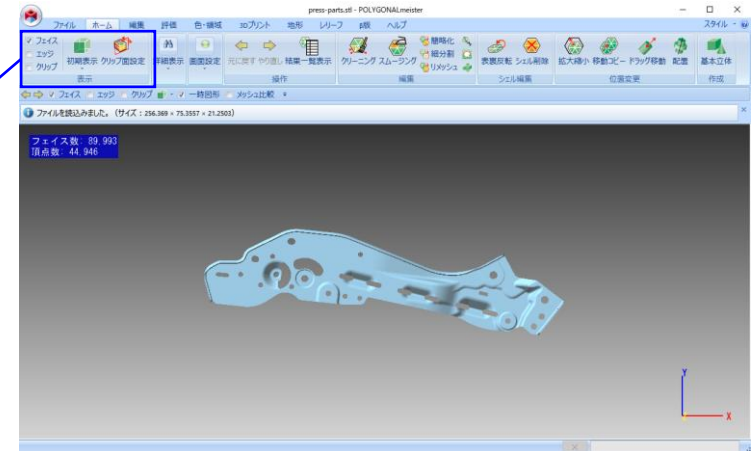 press-parts.stl - POLYGONALmeister
ファイル ホーム 編集 評価 色・領域 3Dプリント 地形 レリーフ p版 ヘルプ スタイル
フェイス
エッジ
クリップ
初期表示 クリップ面設定 詳細表示 画面設定 元に戻す やり直し 結果一覧表示 クリーニング スムージング
簡略化
細分割
リメッシュ
表裏反転 シェル削除 拡大縮小 移動コピー ドラッグ移動 配置 基本立体
表示 操作 編集 シェル編集 位置変更 作成
フェイス エッジ クリップ 一時図形 メッシュ比較
ファイルを読込みました。(サイズ : 256.369 × 75.3557 × 21.2503)
フェイス数: 89,993
頂点数: 44,946
Y
X